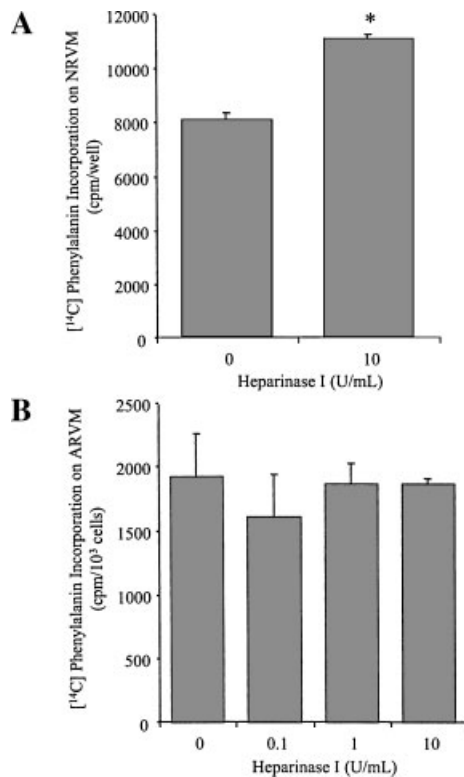 A
[¹⁴C] Phenylalanin Incorporation on NRVM
(cpm/well)
12000
10000
8000
6000
4000
2000
0
*
0 10
Heparinase I (U/mL)
B
[¹⁴C] Phenylalanin Incorporation on ARVM
(cpm/10³ cells)
2500
2000
1500
1000
500
0
0 0.1 1 10
Heparinase I (U/mL)